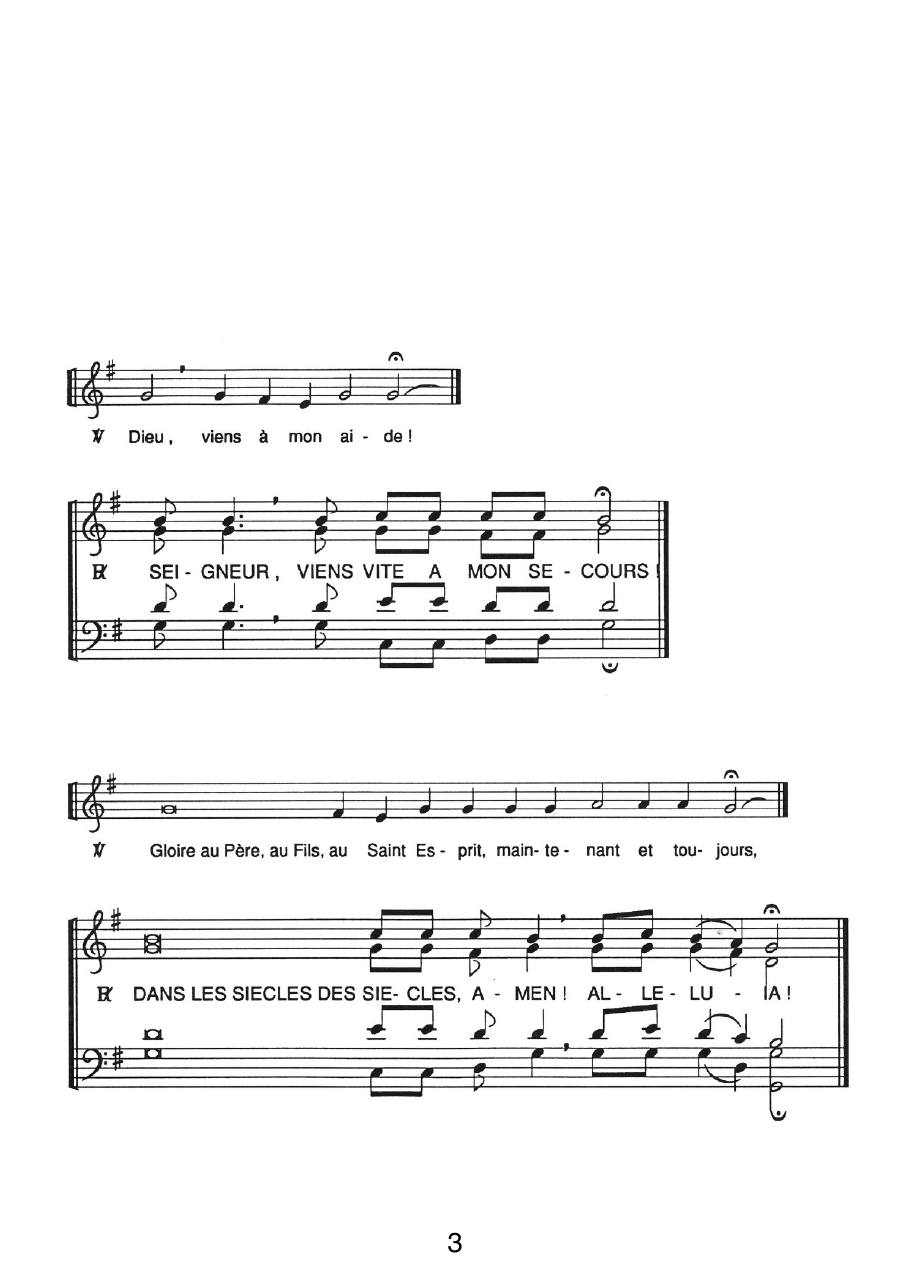 ℣ Dieu, viens à mon ai - de !
℟ SEI - GNEUR, VIENS VITE A MON SE - COURS !
℣ Gloire au Père, au Fils, au Saint Es - prit, main- te - nant et tou- jours,
℟ DANS LES SIECLES DES SIE- CLES, A - MEN ! AL- LE- LU - IA !
3